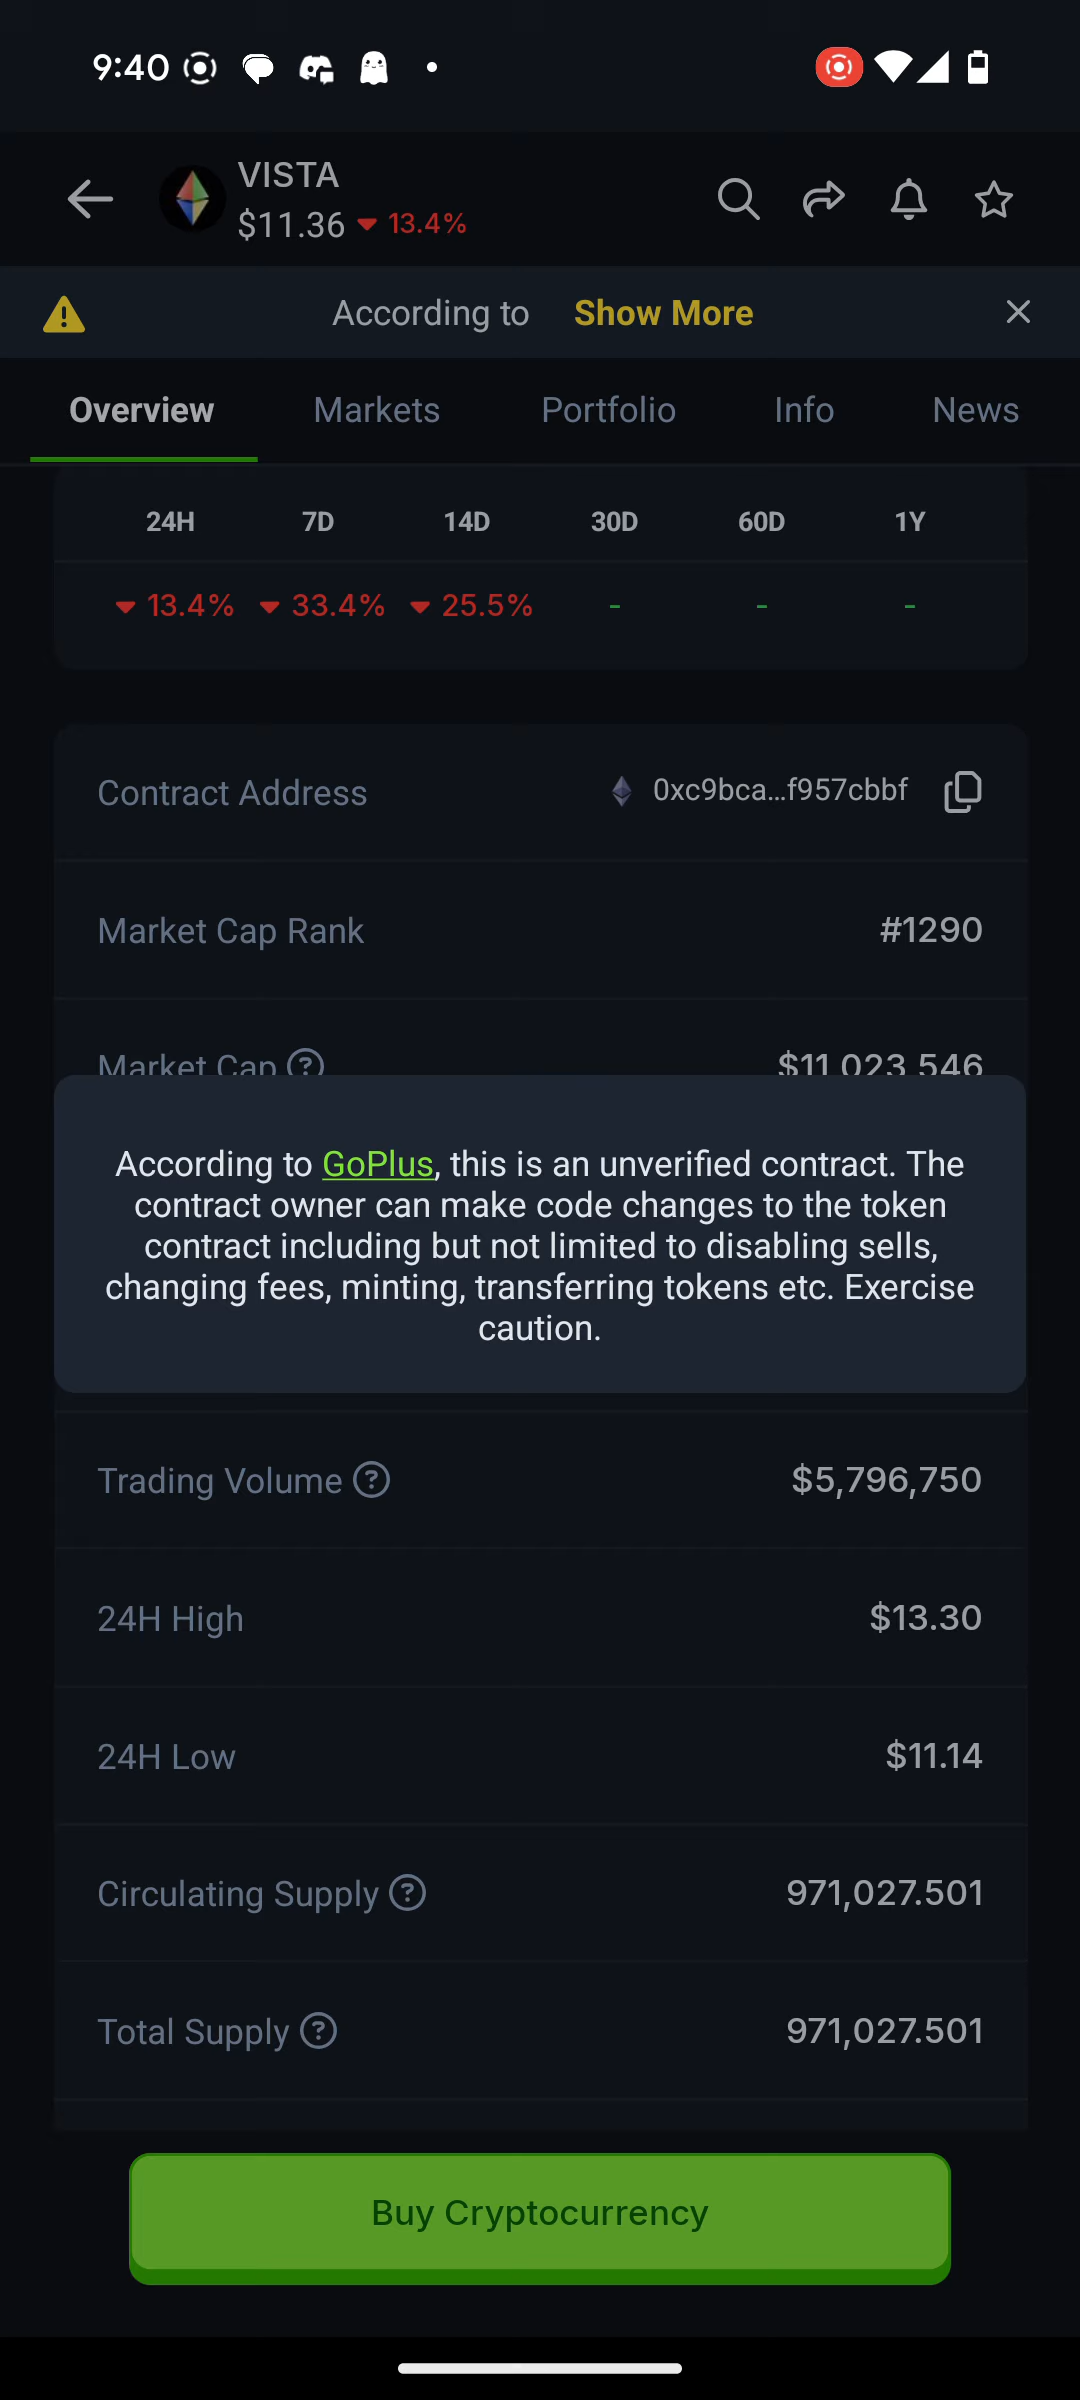 9:40
VISTA
$11.36 13.4%
According to Show More
Overview Markets Portfolio Info News
24H 7D 14D 30D 60D 1Y
13.4% 33.4% 25.5% - - -
Contract Address 0xc9bca...f957cbbf
Market Cap Rank #1290
Market Cap ? $11,023,546
According to GoPlus, this is an unverified contract. The
contract owner can make code changes to the token
contract including but not limited to disabling sells,
changing fees, minting, transferring tokens etc. Exercise
caution.
Trading Volume ? $5,796,750
24H High $13.30
24H Low $11.14
Circulating Supply ? 971,027.501
Total Supply ? 971,027.501
Buy Cryptocurrency